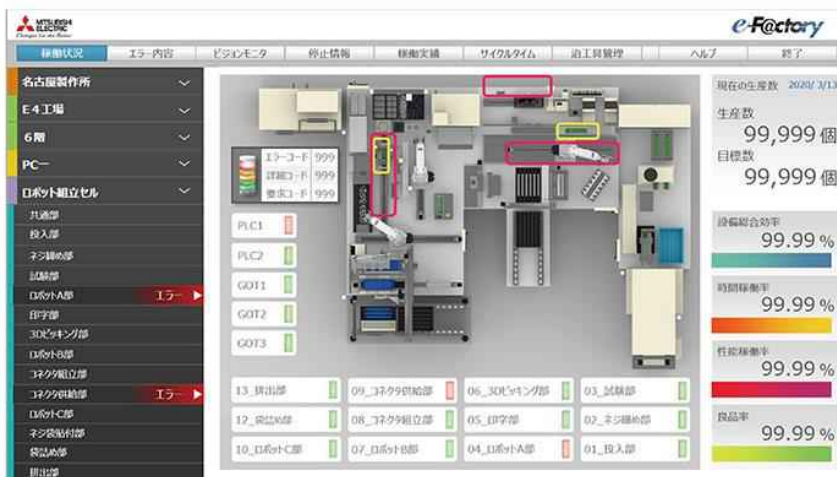 MITSUBISHI ELECTRIC
Changes for the Better
e-F@ctory
稼働状況
エラー内容
ビジョンモニタ
停止情報
稼働実績
サイクルタイム
治工具管理
ヘルプ
終了
名古屋製作所
E4工場
6階
PC一
ロボット組立セル
共通部
投入部
ネジ締め部
試験部
ロボットA部 エラー
印字部
3Dピッキング部
ロボットB部
コネクタ組立部
コネクタ供給部 エラー
ロボットC部
ネジ袋貼付部
袋詰め部
排出部
エラーコード 999
詳細コード 999
要求コード 999
PLC1
PLC2
GOT1
GOT2
GOT3
13_排出部
09_コネクタ供給部
06_3Dピッキング部
03_試験部
12_袋詰め部
08_コネクタ組立部
05_印字部
02_ネジ締め部
10_ロボットC部
07_ロボットB部
04_ロボットA部
01_投入部
現在の生産数 2020/3/13
生産数
99,999個
目標数
99,999個
設備総合効率
99.99 %
時間稼働率
99.99 %
性能稼働率
99.99 %
良品率
99.99 %